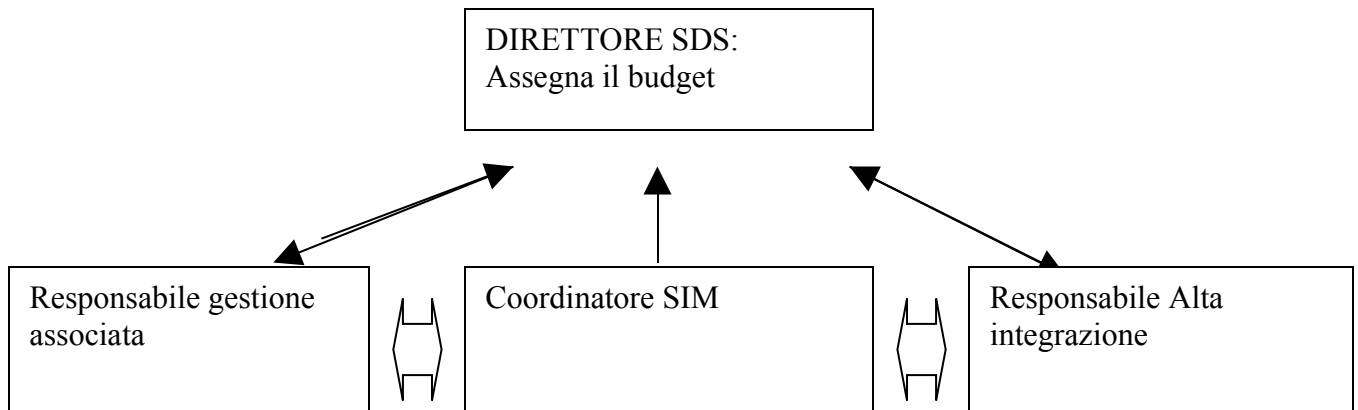 DIRETTORE SDS:
Assegna il budget
Responsabile gestione
associata
Coordinatore SIM
Responsabile Alta
integrazione